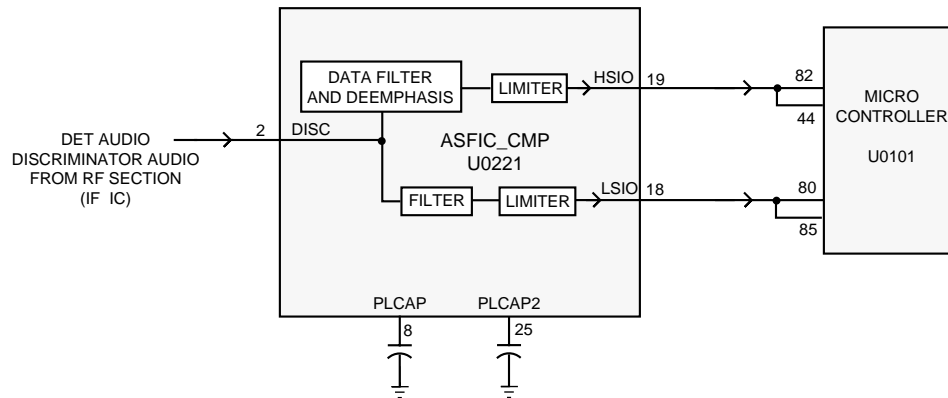 DATA FILTER
AND DEEMPHASIS
LIMITER
HSIO
19
82
44
MICRO
CONTROLLER
U0101
DET AUDIO
DISCRIMINATOR AUDIO
FROM RF SECTION
(IF IC)
2
DISC
ASFIC_CMP
U0221
FILTER
LIMITER
LSIO
18
80
85
PLCAP
8
PLCAP2
25